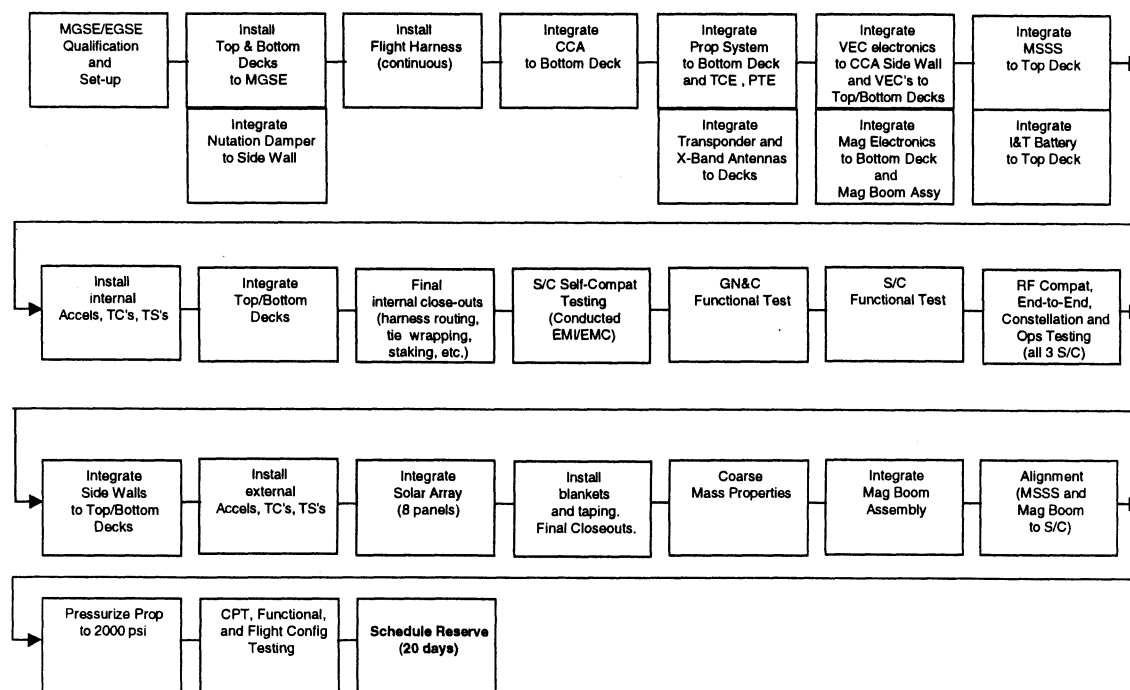 MGSE/EGSE
Qualification
and
Set-up
Install
Top & Bottom
Decks
to MGSE
Install
Flight Harness
(continuous)
Integrate
CCA
to Bottom Deck
Integrate
Prop System
to Bottom Deck
and TCE , PTE
Integrate
VEC electronics
to CCA Side Wall
and VEC's to
Top/Bottom Decks
Integrate
MSSS
to Top Deck
Integrate
Nutation Damper
to Side Wall
Integrate
Transponder and
X-Band Antennas
to Decks
Integrate
Mag Electronics
to Bottom Deck
and
Mag Boom Assy
Integrate
I&T Battery
to Top Deck
Install
internal
Accels, TC's, TS's
Integrate
Top/Bottom
Decks
Final
internal close-outs
(harness routing,
tie wrapping,
staking, etc.)
S/C Self-Compat
Testing
(Conducted
EMI/EMC)
GN&C
Functional Test
S/C
Functional Test
RF Compat,
End-to-End,
Constellation and
Ops Testing
(all 3 S/C)
Integrate
Side Walls
to Top/Bottom
Decks
Install
external
Accels, TC's, TS's
Integrate
Solar Array
(8 panels)
Install
blankets
and taping.
Final Closeouts.
Coarse
Mass Properties
Integrate
Mag Boom
Assembly
Alignment
(MSSS and
Mag Boom
to S/C)
Pressurize Prop
to 2000 psi
CPT, Functional,
and Flight Config
Testing
Schedule Reserve
(20 days)